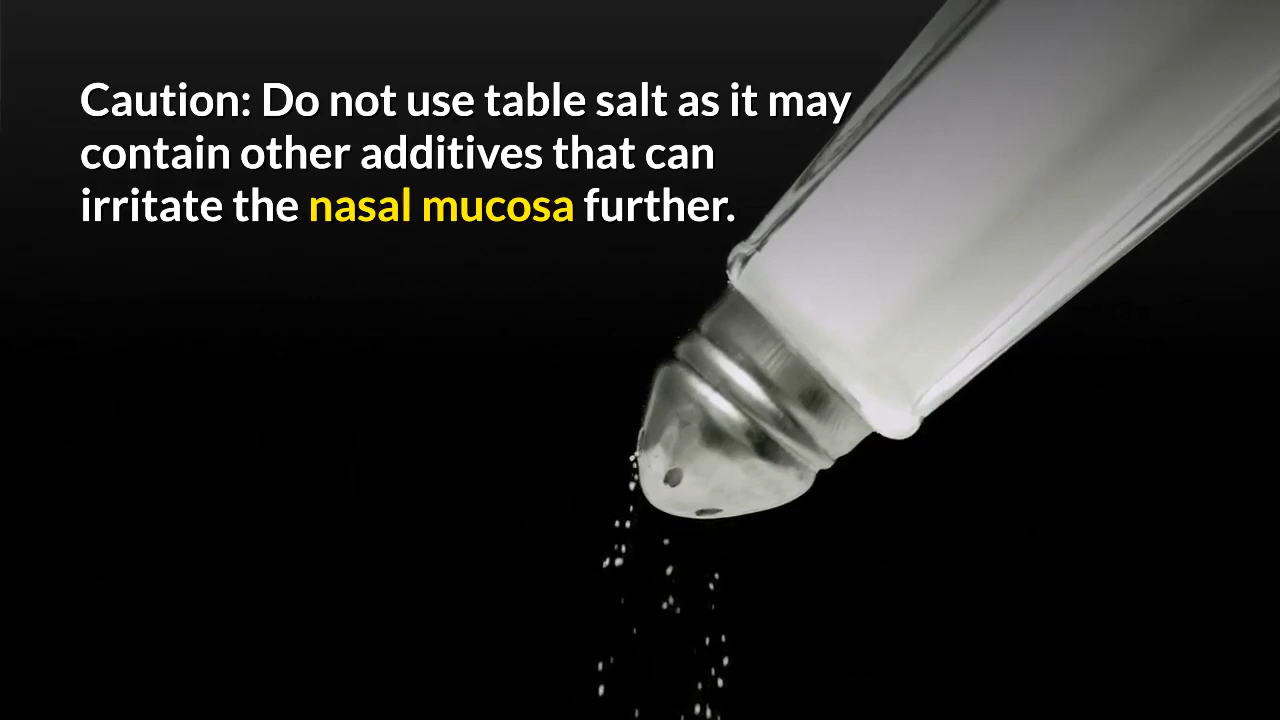 Caution: Do not use table salt as it may
contain other additives that can
irritate the nasal mucosa further.